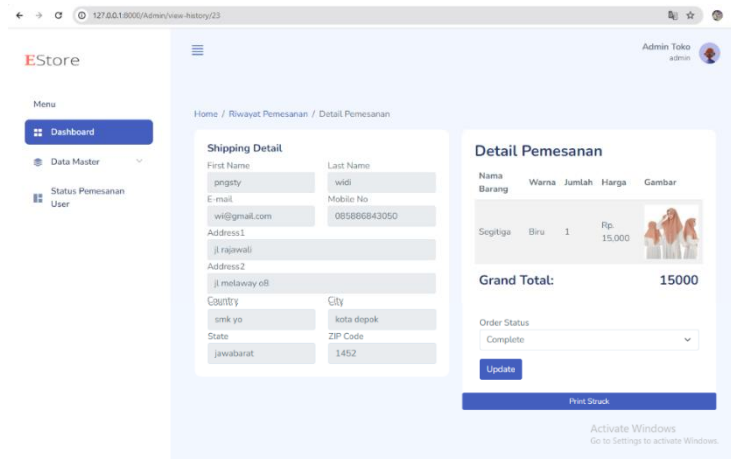 127.0.0.1:8000/Admin/view-history/23
EStore
Admin Toko
admin
Menu
Dashboard
Data Master
Status Pemesanan
User
Home / Riwayat Pemesanan / Detail Pemesanan
Shipping Detail
First Name Last Name
pngsty widi
E-mail Mobile No
wi@gmail.com 085886843050
Address1
jl rajawali
Address2
jl melaway o8
Country City
smk yo kota depok
State ZIP Code
jawabarat 1452
Detail Pemesanan
Nama
Barang Warna Jumlah Harga Gambar
Segitiga Biru 1 Rp.
15,000
Grand Total: 15000
Order Status
Complete
Update
Print Struck
Activate Windows
Go to Settings to activate Windows.